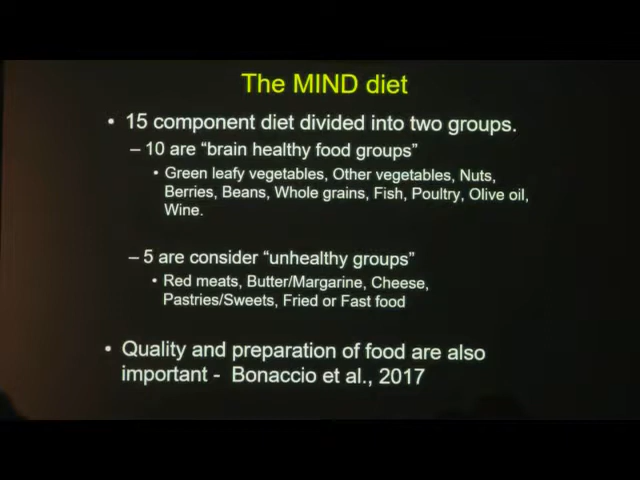 The MIND diet
• 15 component diet divided into two groups.
– 10 are “brain healthy food groups”
• Green leafy vegetables, Other vegetables, Nuts,
Berries, Beans, Whole grains, Fish, Poultry, Olive oil,
Wine.
– 5 are consider “unhealthy groups”
• Red meats, Butter/Margarine, Cheese,
Pastries/Sweets, Fried or Fast food
• Quality and preparation of food are also
important - Bonaccio et al., 2017